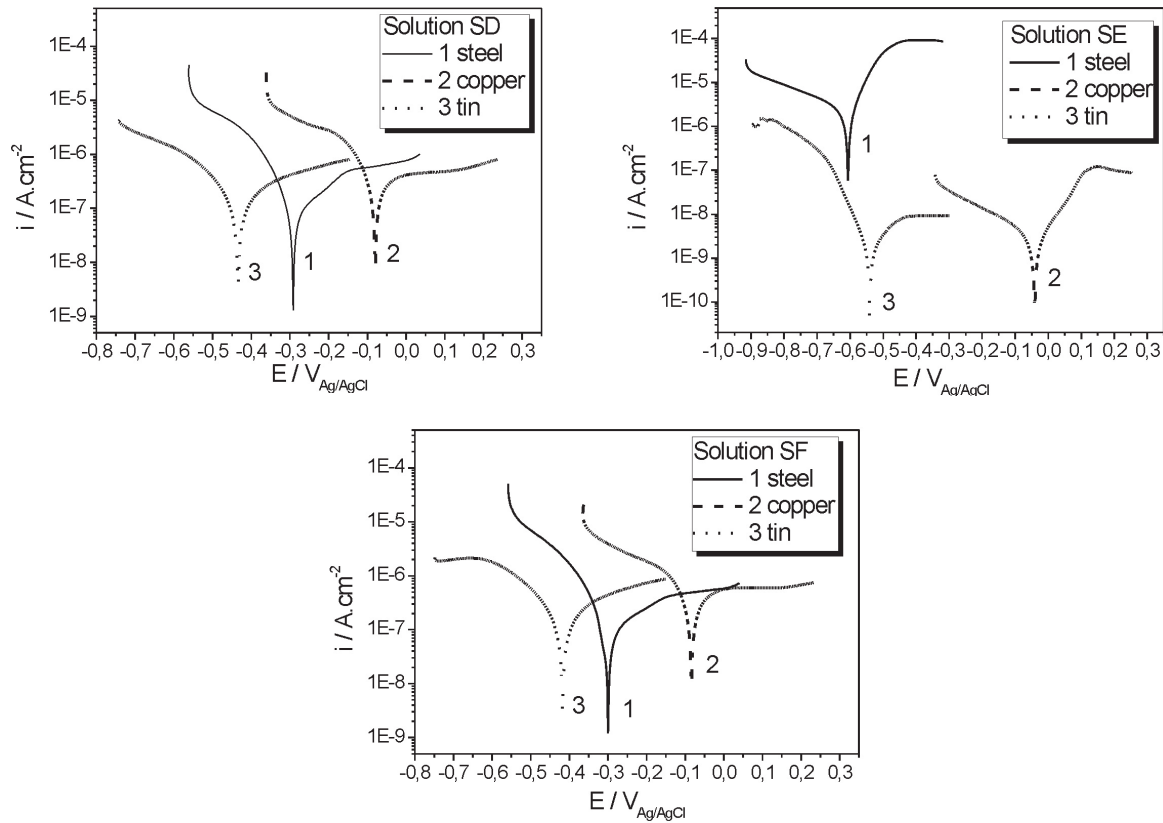 Solution SD
1 steel
2 copper
3 tin
1E-4
1E-5
1E-6
1E-7
1E-8
1E-9
i / A.cm-2
3
1
2
-0,8 -0,7 -0,6 -0,5 -0,4 -0,3 -0,2 -0,1 0,0 0,1 0,2 0,3
E / VAg/AgCl
Solution SE
1 steel
2 copper
3 tin
1E-4
1E-5
1E-6
1E-7
1E-8
1E-9
1E-10
i / A.cm-2
1
3
2
-1,0 -0,9 -0,8 -0,7 -0,6 -0,5 -0,4 -0,3 -0,2 -0,1 0,0 0,1 0,2 0,3
E / VAg/AgCl
Solution SF
1 steel
2 copper
3 tin
1E-4
1E-5
1E-6
1E-7
1E-8
1E-9
i / A.cm-2
3
1
2
-0,8 -0,7 -0,6 -0,5 -0,4 -0,3 -0,2 -0,1 0,0 0,1 0,2 0,3
E / VAg/AgCl